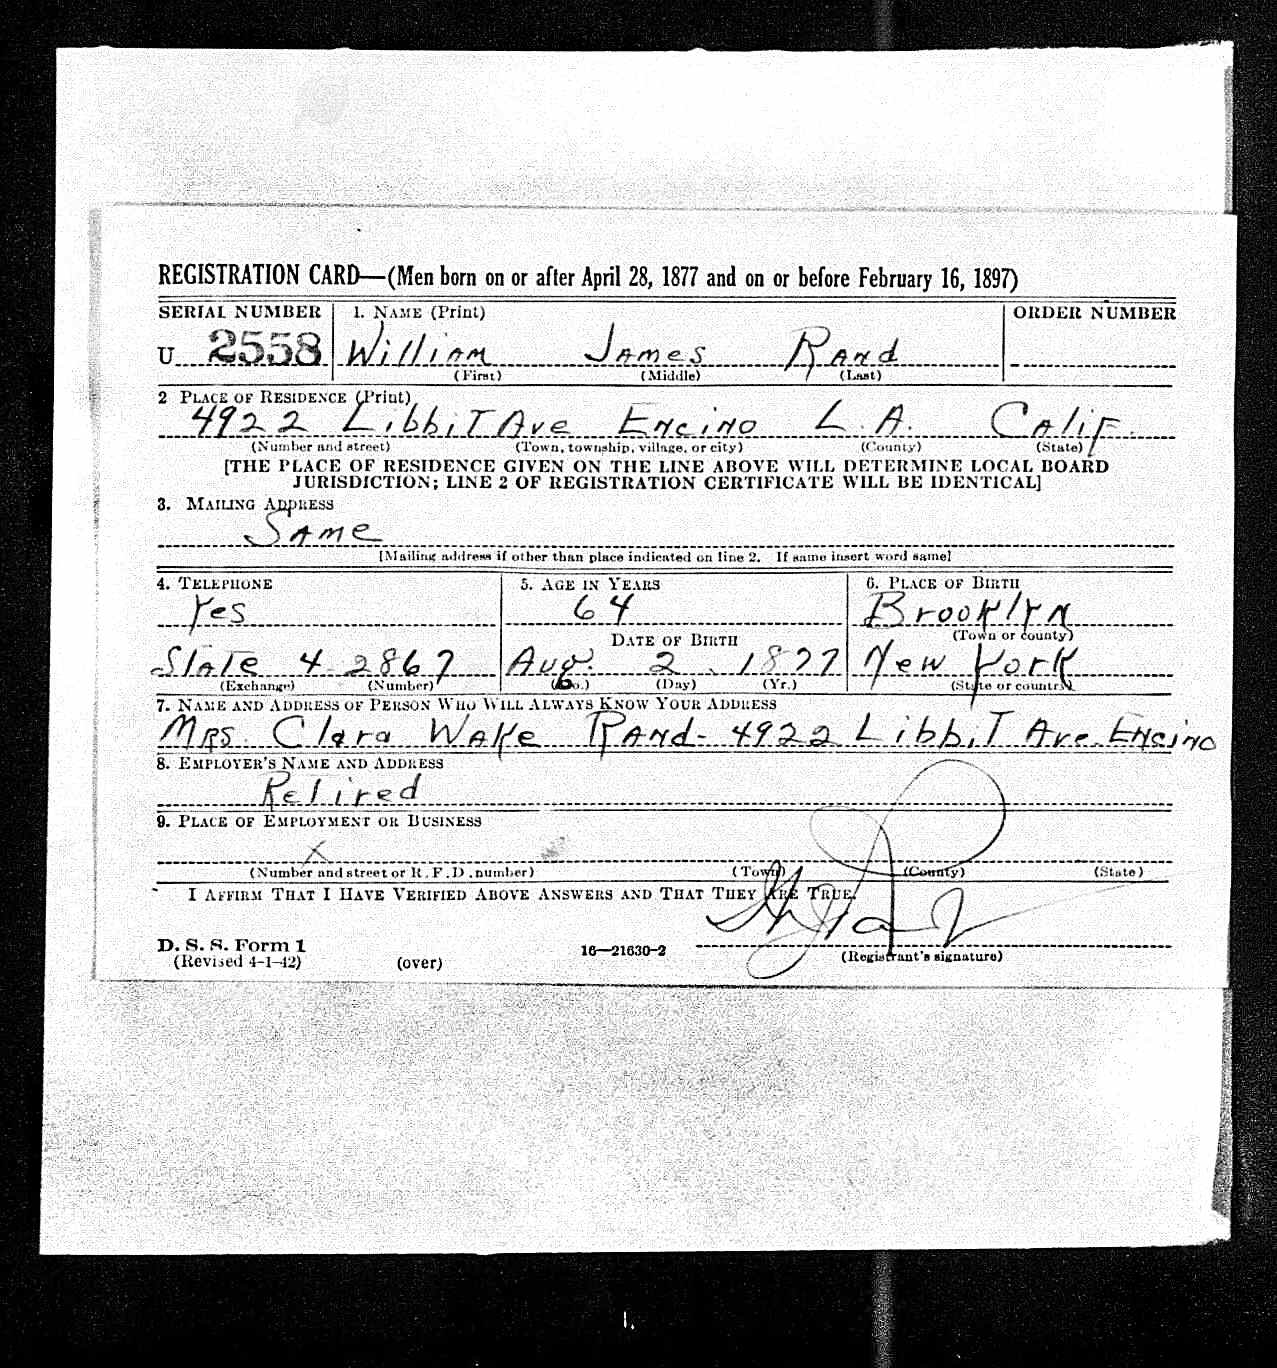 REGISTRATION CARD—(Men born on or after April 28, 1877 and on or before February 16, 1897)
SERIAL NUMBER 1. NAME (Print) ORDER NUMBER
U 2558 William James Rand
(First) (Middle) (Last)
2 PLACE OF RESIDENCE (Print)
4922 Libbit Ave Encino L.A. Calif.
(Number and street) (Town, township, village, or city) (County) (State)
[THE PLACE OF RESIDENCE GIVEN ON THE LINE ABOVE WILL DETERMINE LOCAL BOARD
JURISDICTION; LINE 2 OF REGISTRATION CERTIFICATE WILL BE IDENTICAL]
3. MAILING ADDRESS
Same
[Mailing address if other than place indicated on line 2. If same insert word same]
4. TELEPHONE 5. AGE IN YEARS 6. PLACE OF BIRTH
Yes 64 Brooklyn
DATE OF BIRTH (Town or county)
State 4-2867 Aug. 2. 1877 New York
(Exchange) (Number) (Mo.) (Day) (Yr.) (State or country)
7. NAME AND ADDRESS OF PERSON WHO WILL ALWAYS KNOW YOUR ADDRESS
Mrs. Clara Wake Rand- 4922 Libbit Ave. Encino
8. EMPLOYER'S NAME AND ADDRESS
Retired
9. PLACE OF EMPLOYMENT OR BUSINESS
X
(Number and street or R. F. D. number) (Town) (County) (State)
I AFFIRM THAT I HAVE VERIFIED ABOVE ANSWERS AND THAT THEY ARE TRUE.
D. S. S. Form 1
(Revised 4-1-42) (over) 16—21630-2 (Registrant's signature)